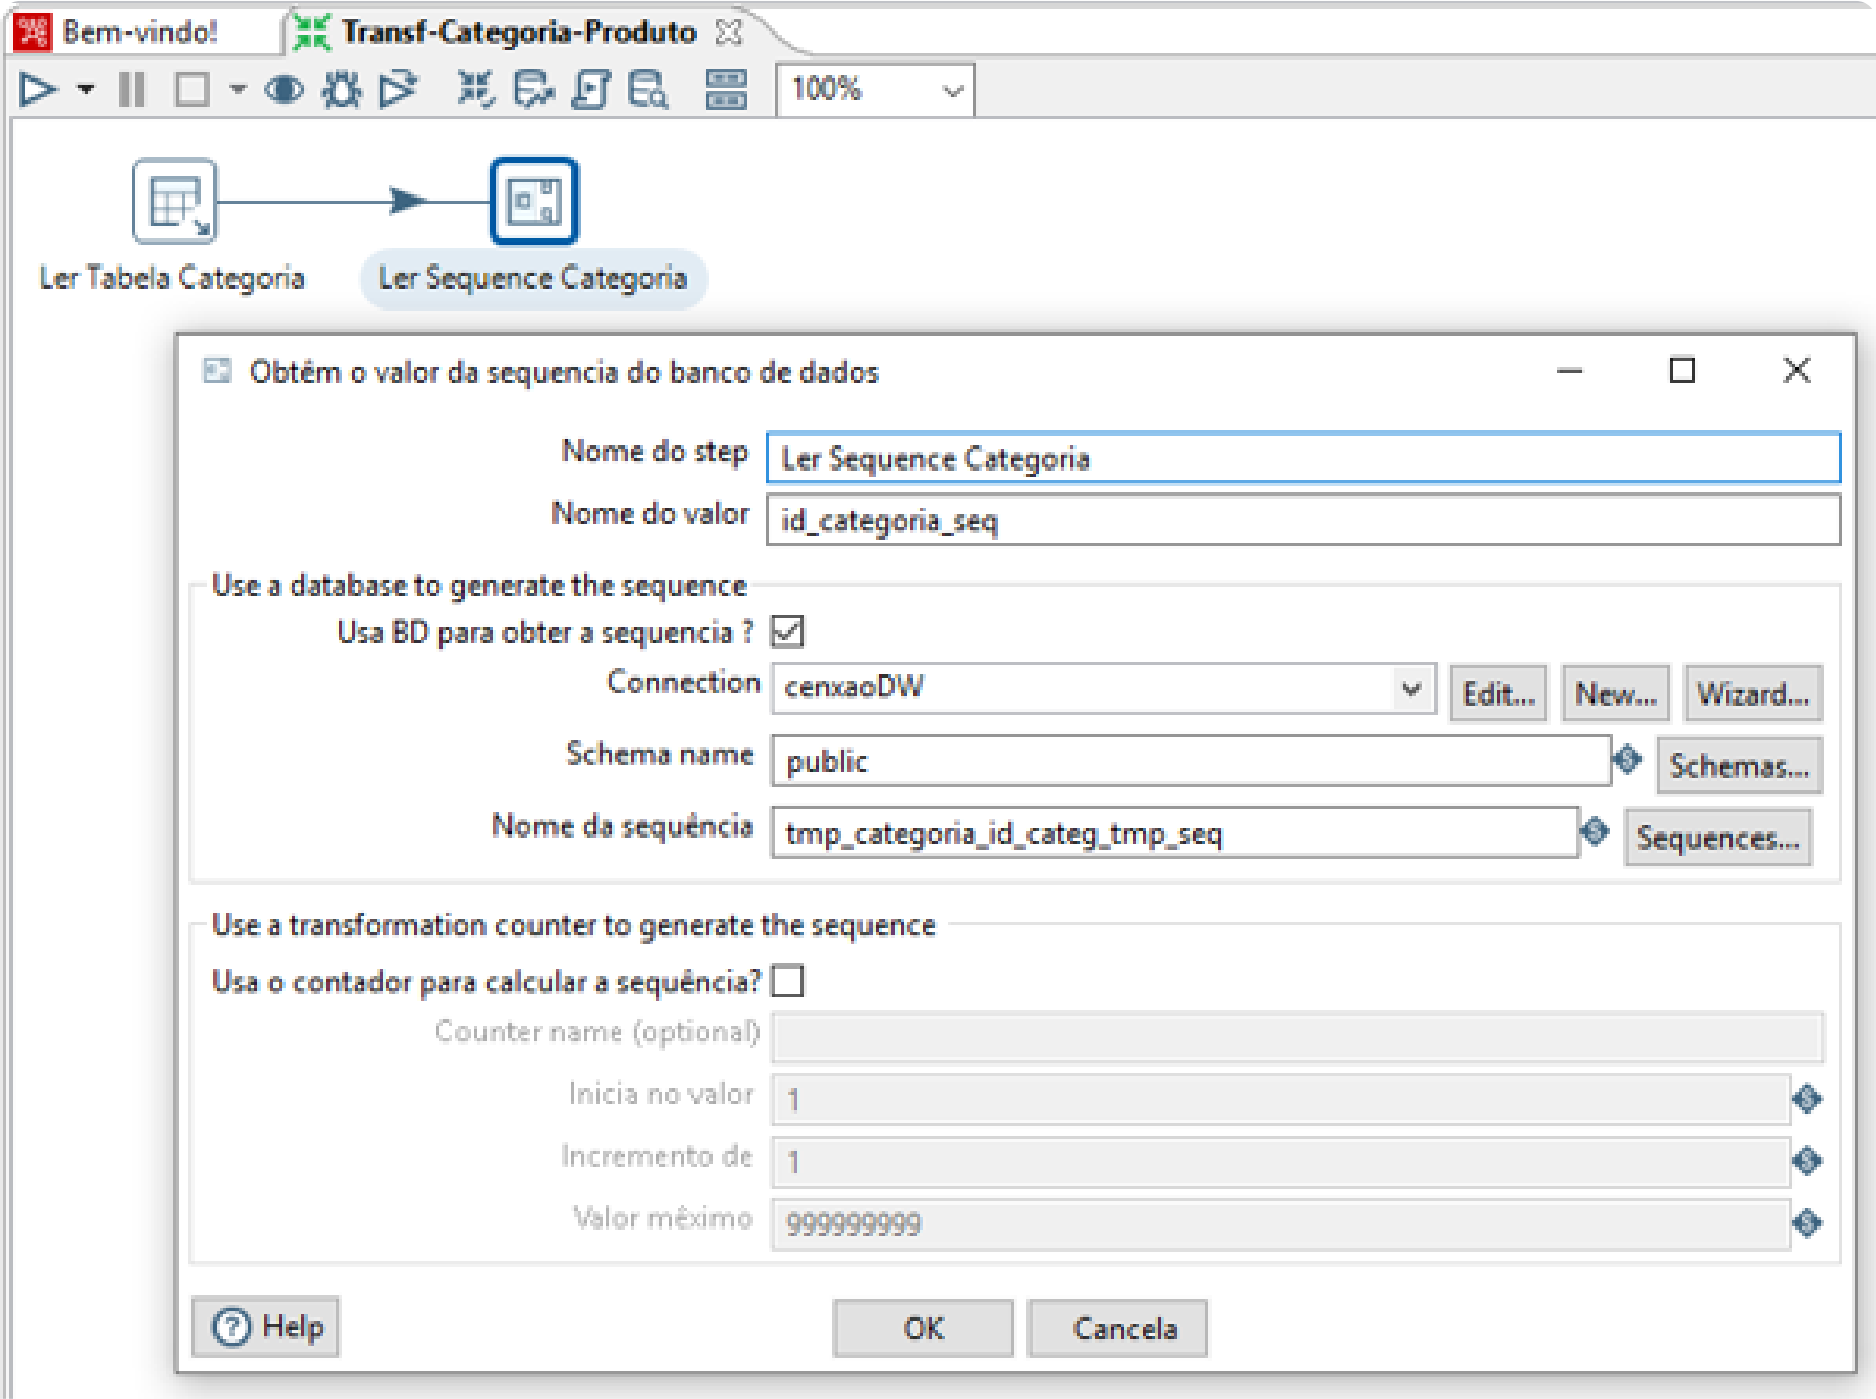 Bem-vindo!
Transf-Categoria-Produto
100%
Ler Tabela Categoria
Ler Sequence Categoria
Obtêm o valor da sequencia do banco de dados
Nome do step
Ler Sequence Categoria
Nome do valor
id_categoria_seq
Use a database to generate the sequence
Usa BD para obter a sequencia ?
Connection
cenxaoDW
Edit...
New...
Wizard...
Schema name
public
Schemas...
Nome da sequência
tmp_categoria_id_categ_tmp_seq
Sequences...
Use a transformation counter to generate the sequence
Usa o contador para calcular a sequência?
Counter name (optional)
Inicia no valor
1
Incremento de
1
Valor méximo
999999999
Help
OK
Cancela